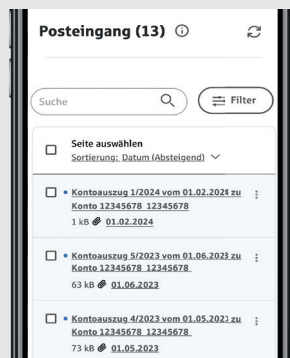 Posteingang (13)
Suche
Filter
Seite auswählen
Sortierung: Datum (Absteigend)
Kontoauszug 1/2024 vom 01.02.2024 zu
Konto 12345678 12345678
1 kB 01.02.2024
Kontoauszug 5/2023 vom 01.06.2023 zu
Konto 12345678 12345678
63 kB 01.06.2023
Kontoauszug 4/2023 vom 01.05.2023 zu
Konto 12345678 12345678
73 kB 01.05.2023